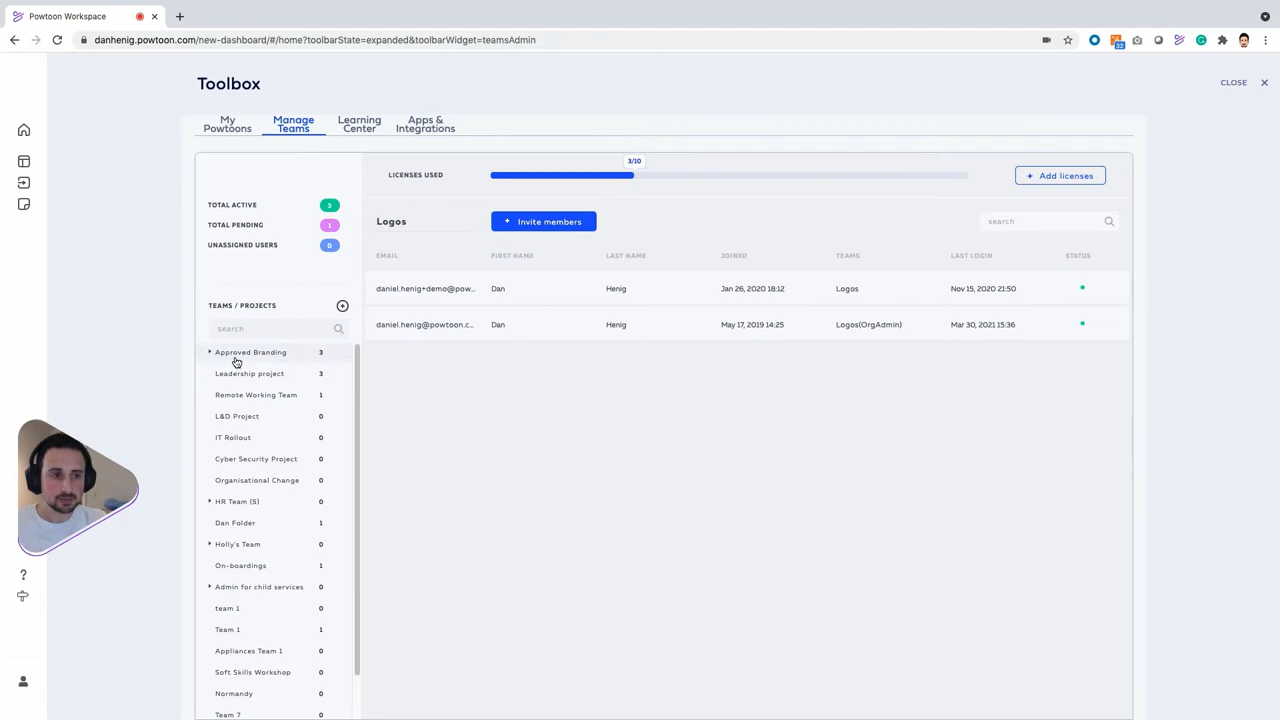 Powtoon Workspace
danhenig.powtoon.com/new-dashboard/#/home?toolbarState=expanded&toolbarWidget=teamsAdmin
32
Toolbox
CLOSE
My Powtoons
Manage Teams
Learning Center
Apps & Integrations
TOTAL ACTIVE 3
TOTAL PENDING 1
UNASSIGNED USERS 0
LICENSES USED
3/10
+ Add licenses
Logos
+ Invite members
search
EMAIL FIRST NAME LAST NAME JOINED TEAMS LAST LOGIN STATUS
daniel.henig+demo@pow... Dan Henig Jan 26, 2020 18:12 Logos Nov 15, 2020 21:50
daniel.henig@powtoon.c... Dan Henig May 17, 2019 14:25 Logos(OrgAdmin) Mar 30, 2021 15:36
TEAMS / PROJECTS
search
Approved Branding 3
Leadership project 3
Remote Working Team 1
L&D Project 0
IT Rollout 0
Cyber Security Project 0
Organisational Change 0
HR Team (5) 0
Dan Folder 1
Holly's Team 0
On-boardings 1
Admin for child services 0
team 1 0
Team 1 1
Appliances Team 1 0
Soft Skills Workshop 0
Normandy 0
Team 7 0
?